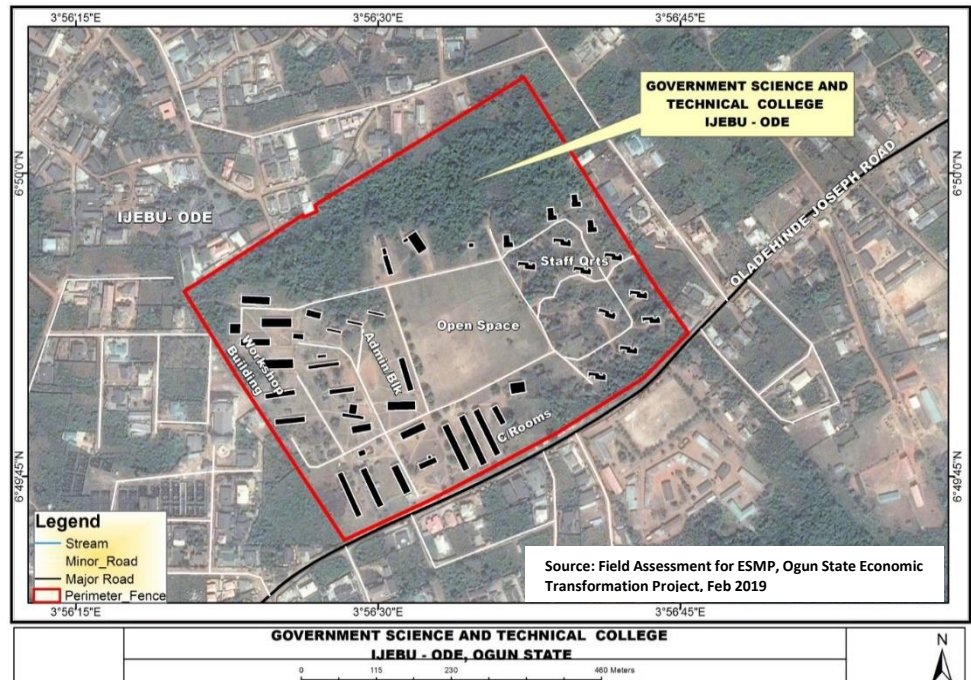 3°56'15"E
3°56'30"E
3°56'45"E
GOVERNMENT SCIENCE AND
TECHNICAL COLLEGE
IJEBU - ODE
6°50'0"N
6°50'0"N
OLADEHINDE JOSEPH ROAD
IJEBU- ODE
Staff Qrts
Open Space
Workshop
Building
Admin Blk
C Rooms
6°49'45"N
6°49'45"N
Legend
Stream
Minor_Road
Major Road
Perimeter_Fence
Source: Field Assessment for ESMP, Ogun State Economic
Transformation Project, Feb 2019
3°56'15"E
3°56'30"E
3°56'45"E
GOVERNMENT SCIENCE AND TECHNICAL COLLEGE
IJEBU - ODE, OGUN STATE
0 115 230 460 Meters
N